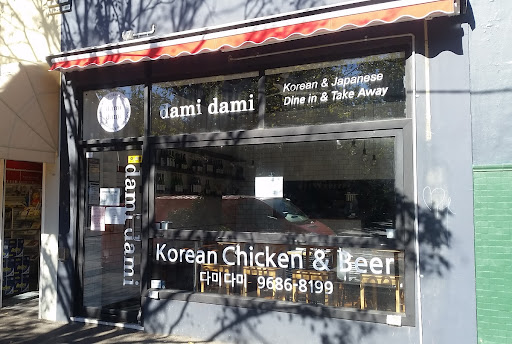 dami dami
Korean & Japanese
Dine in & Take Away
dami dami
Korean Chicken & Beer
다미다미 9686-8199